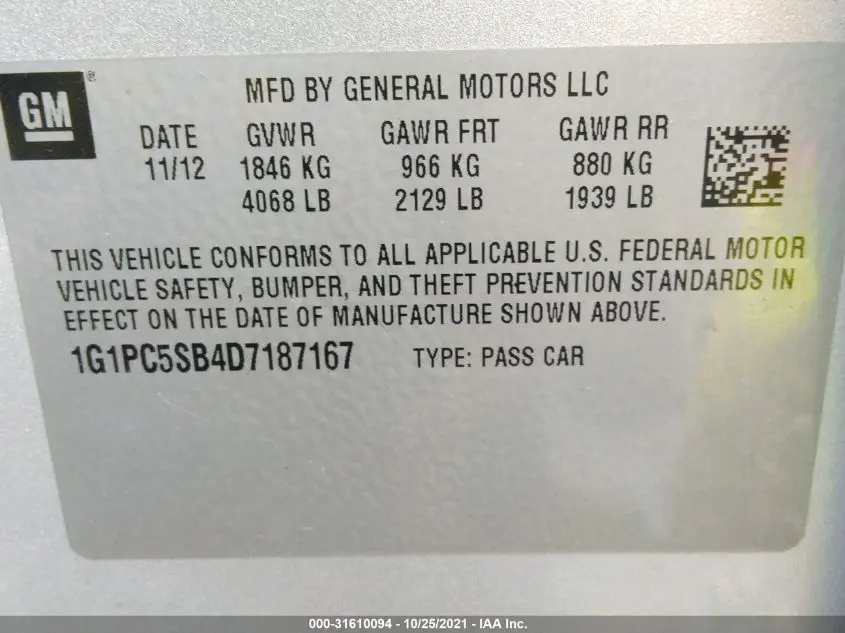 GM®
MFD BY GENERAL MOTORS LLC
DATE GVWR GAWR FRT GAWR RR
11/12 1846 KG 966 KG 880 KG
4068 LB 2129 LB 1939 LB
THIS VEHICLE CONFORMS TO ALL APPLICABLE U.S. FEDERAL MOTOR
VEHICLE SAFETY, BUMPER, AND THEFT PREVENTION STANDARDS IN
EFFECT ON THE DATE OF MANUFACTURE SHOWN ABOVE.
1G1PC5SB4D7187167 TYPE: PASS CAR
000-31610094 - 10/25/2021 - IAA Inc.